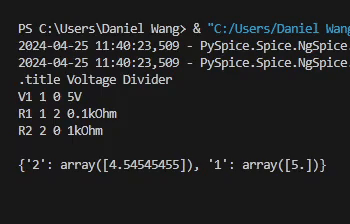 PS C:\Users\Daniel Wang> & "C:/Users/Daniel
2024-04-25 11:40:23,509 - PySpice.Spice.NgSpice.
2024-04-25 11:40:23,509 - PySpice.Spice.NgSpice.
.title Voltage Divider
V1 1 0 5V
R1 1 2 0.1kOhm
R2 2 0 1kOhm
{'2': array([4.54545455]), '1': array([5.])}